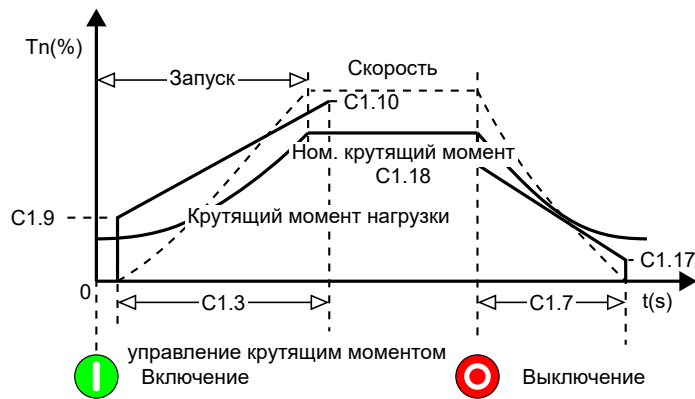 Tn(%)
Запуск
Скорость
C1.10
Ном. крутящий момент
C1.18
C1.9
Крутящий момент нагрузки
C1.17
0
C1.3
C1.7
t(s)
управление крутящим моментом
Включение
Выключение